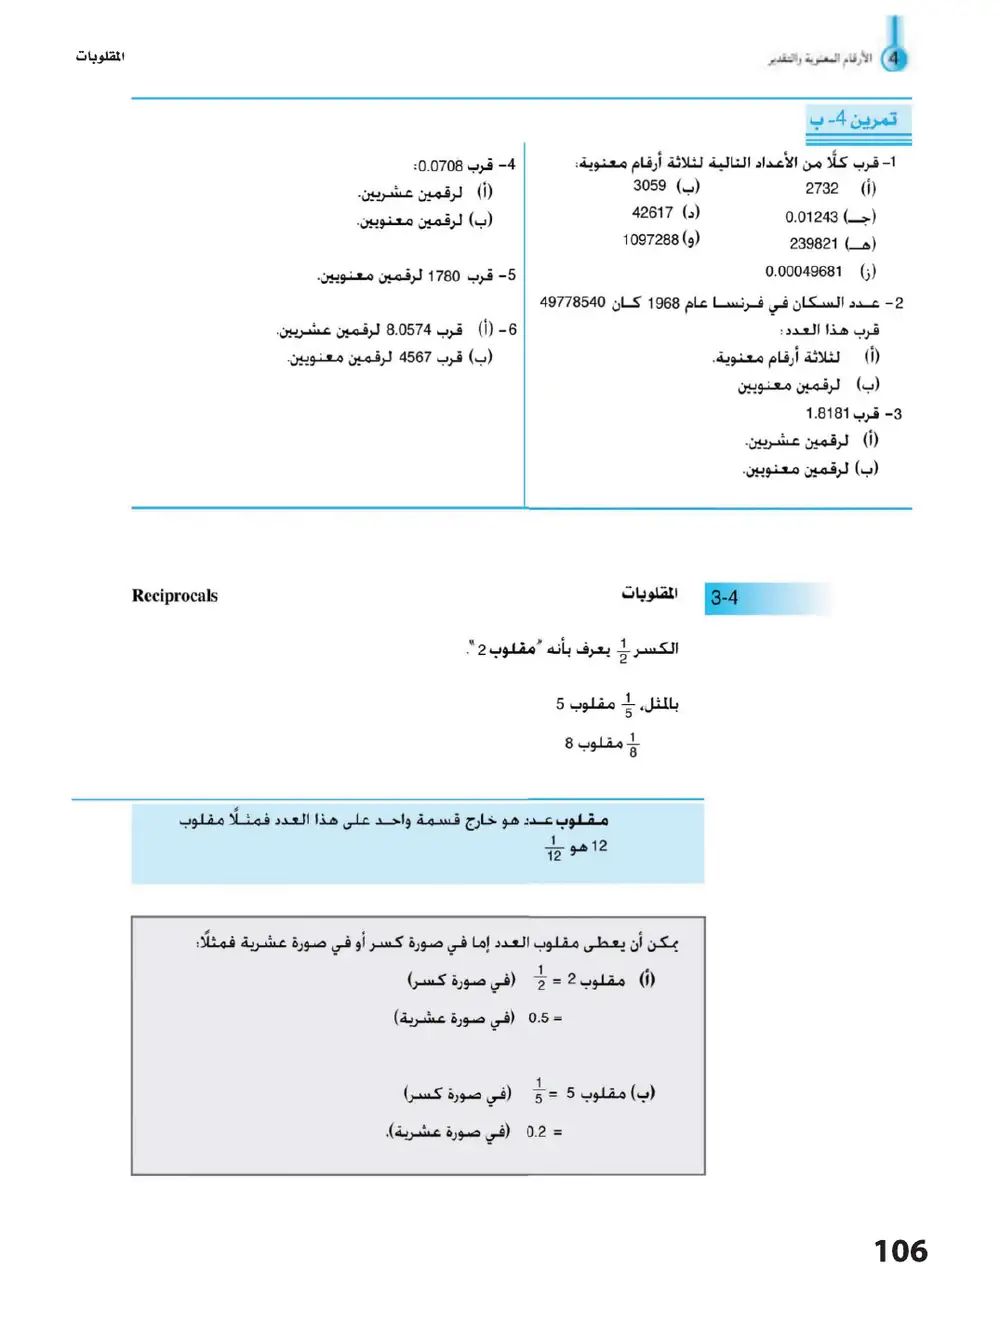 4 الأرقام المعنوية والتقدير
المقلوبات
تمرين 4- ب
1- قرب كلًا من الأعداد التالية لثلاثة أرقام معنوية:
(أ) 2732 (ب) 3059
(جـ) 0.01243 (د) 42617
(هـ) 239821 (و) 1097288
(ز) 0.00049681
2- عدد السكان في فرنسا عام 1968 كان 49778540
قرب هذا العدد:
(أ) لثلاثة أرقام معنوية.
(ب) لرقمين معنويين
3- قرب 1.8181
(أ) لرقمين عشريين.
(ب) لرقمين معنويين.
4- قرب 0.0708:
(أ) لرقمين عشريين.
(ب) لرقمين معنويين.
5- قرب 1780 لرقمين معنويين.
6- (أ) قرب 8.0574 لرقمين عشريين.
(ب) قرب 4567 لرقمين معنويين.
3-4 المقلوبات Reciprocals
الكسر 1/2 يعرف بأنه "مقلوب 2".
بالمثل، 1/5 مقلوب 5
1/8 مقلوب 8
مقلوب عدد: هو خارج قسمة واحد على هذا العدد فمثلًا مقلوب
12 هو 1/12
يمكن أن يعطى مقلوب العدد إما في صورة كسر أو في صورة عشرية فمثلًا:
(أ) مقلوب 2 = 1/2 (في صورة كسر)
= 0.5 (في صورة عشرية)
(ب) مقلوب 5 = 1/5 (في صورة كسر)
= 0.2 (في صورة عشرية).
106